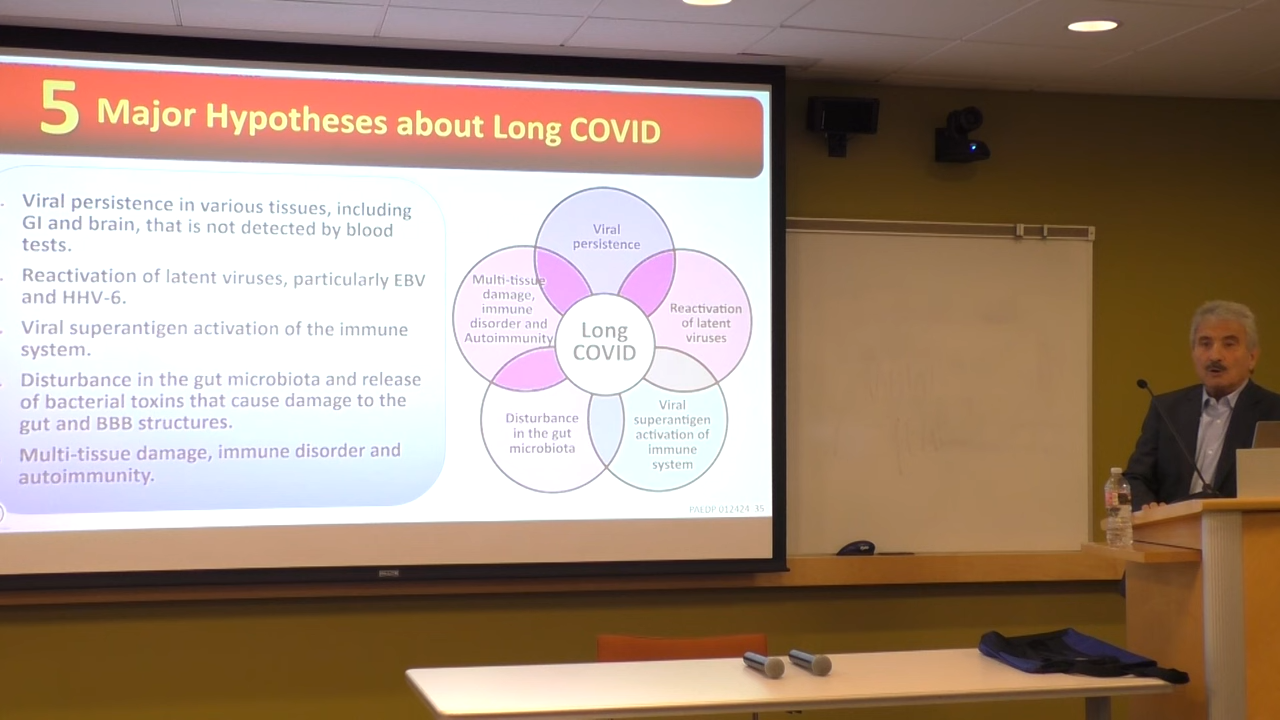 5 Major Hypotheses about Long COVID
Viral persistence in various tissues, including
GI and brain, that is not detected by blood
tests.
Reactivation of latent viruses, particularly EBV
and HHV-6.
Viral superantigen activation of the immune
system.
Disturbance in the gut microbiota and release
of bacterial toxins that cause damage to the
gut and BBB structures.
Multi-tissue damage, immune disorder and
autoimmunity.
Viral
persistence
Multi-tissue
damage,
immune
disorder and
Autoimmunity
Reactivation
of latent
viruses
Long
COVID
Disturbance
in the gut
microbiota
Viral
superantigen
activation of
immune
system
PAEDP 012424 35